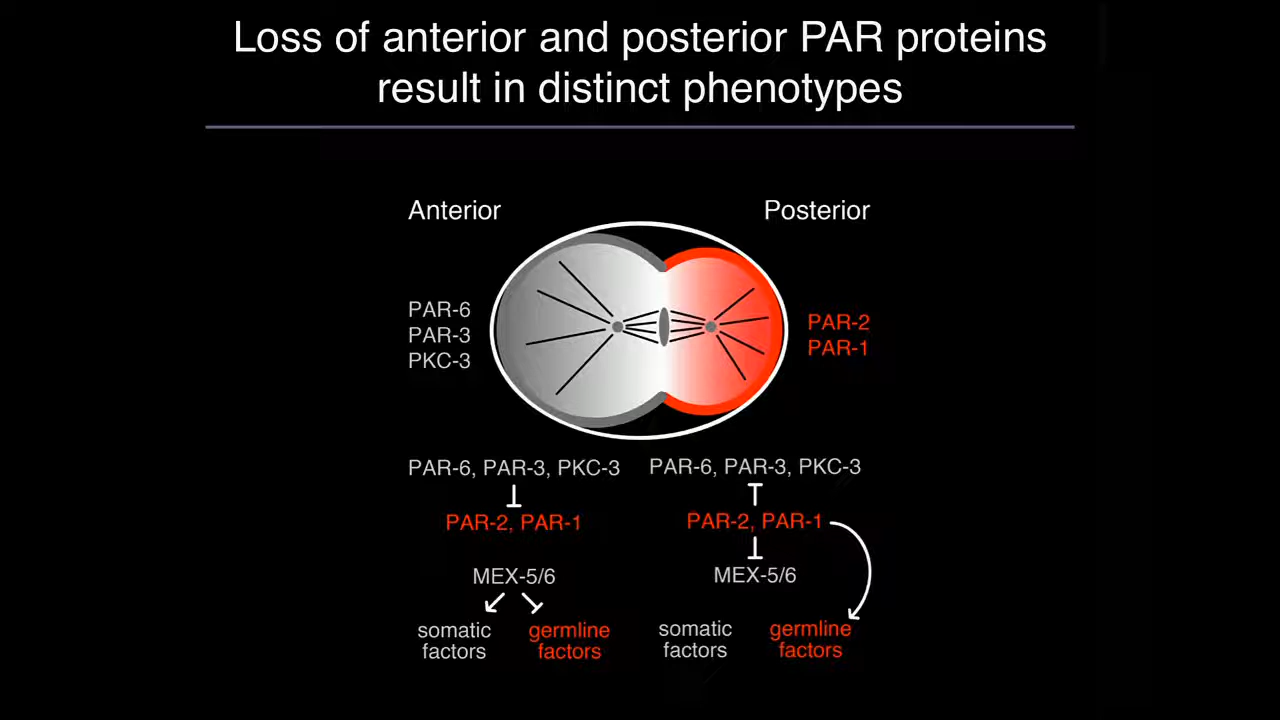 Loss of anterior and posterior PAR proteins
result in distinct phenotypes
Anterior
Posterior
PAR-6
PAR-3
PKC-3
PAR-2
PAR-1
PAR-6, PAR-3, PKC-3
PAR-2, PAR-1
MEX-5/6
somatic
factors
germline
factors
PAR-6, PAR-3, PKC-3
PAR-2, PAR-1
MEX-5/6
somatic
factors
germline
factors